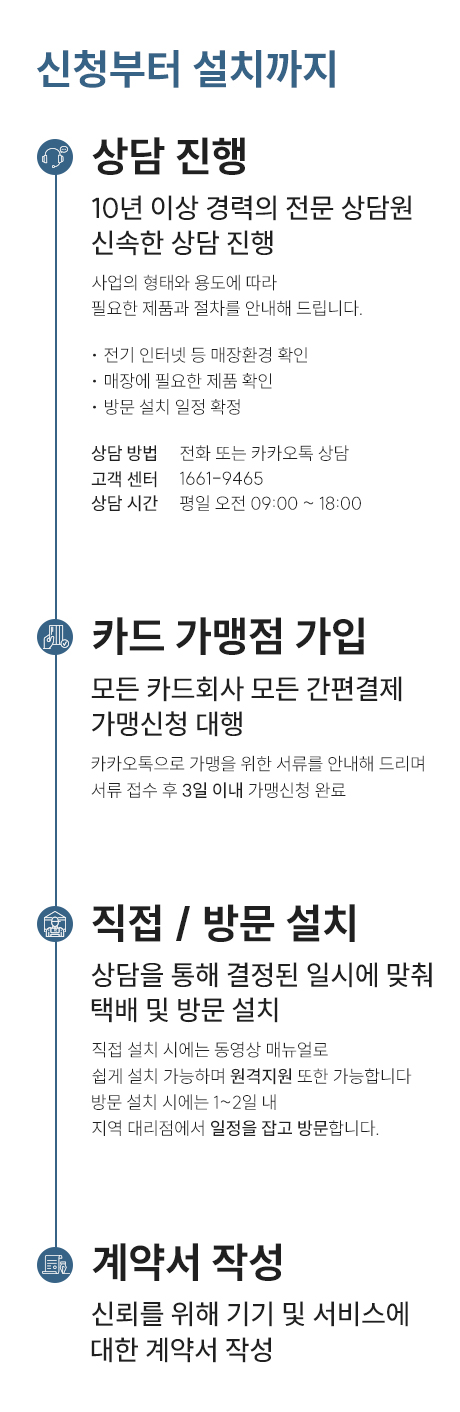 신청부터 설치까지
상담 진행
10년 이상 경력의 전문 상담원
신속한 상담 진행
사업의 형태와 용도에 따라
필요한 제품과 절차를 안내해 드립니다.
· 전기 인터넷 등 매장환경 확인
· 매장에 필요한 제품 확인
· 방문 설치 일정 확정
상담 방법 전화 또는 카카오톡 상담
고객 센터 1661-9465
상담 시간 평일 오전 09:00 ~ 18:00
카드 가맹점 가입
모든 카드회사 모든 간편결제
가맹신청 대행
카카오톡으로 가맹을 위한 서류를 안내해 드리며
서류 접수 후 3일 이내 가맹신청 완료
직접 / 방문 설치
상담을 통해 결정된 일시에 맞춰
택배 및 방문 설치
직접 설치 시에는 동영상 매뉴얼로
쉽게 설치 가능하며 원격지원 또한 가능합니다
방문 설치 시에는 1~2일 내
지역 대리점에서 일정을 잡고 방문합니다.
계약서 작성
신뢰를 위해 기기 및 서비스에
대한 계약서 작성